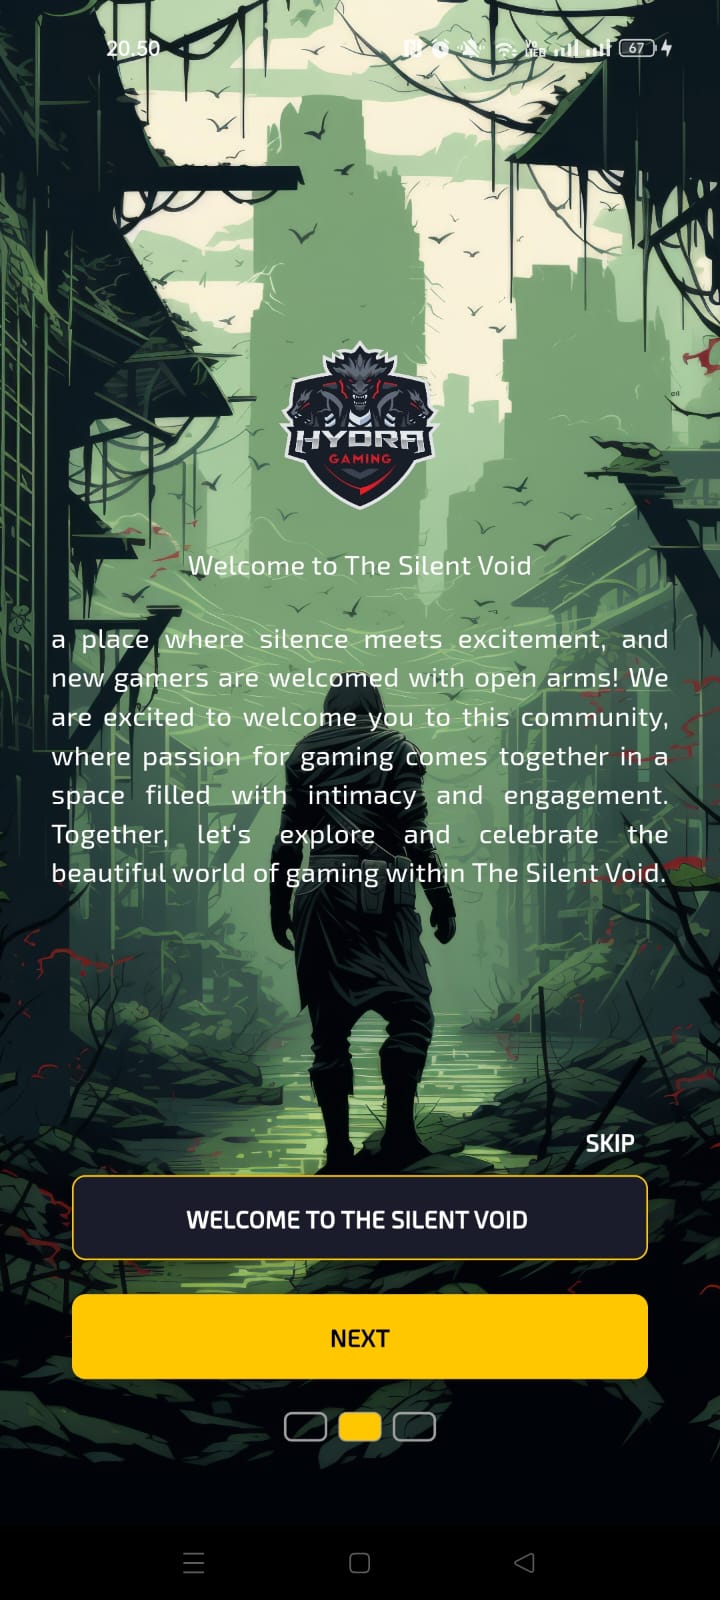 20.50
67
HYDRA
GAMING
Welcome to The Silent Void
a place where silence meets excitement, and
new gamers are welcomed with open arms! We
are excited to welcome you to this community,
where passion for gaming comes together in a
space filled with intimacy and engagement.
Together, let's explore and celebrate the
beautiful world of gaming within The Silent Void.
SKIP
WELCOME TO THE SILENT VOID
NEXT